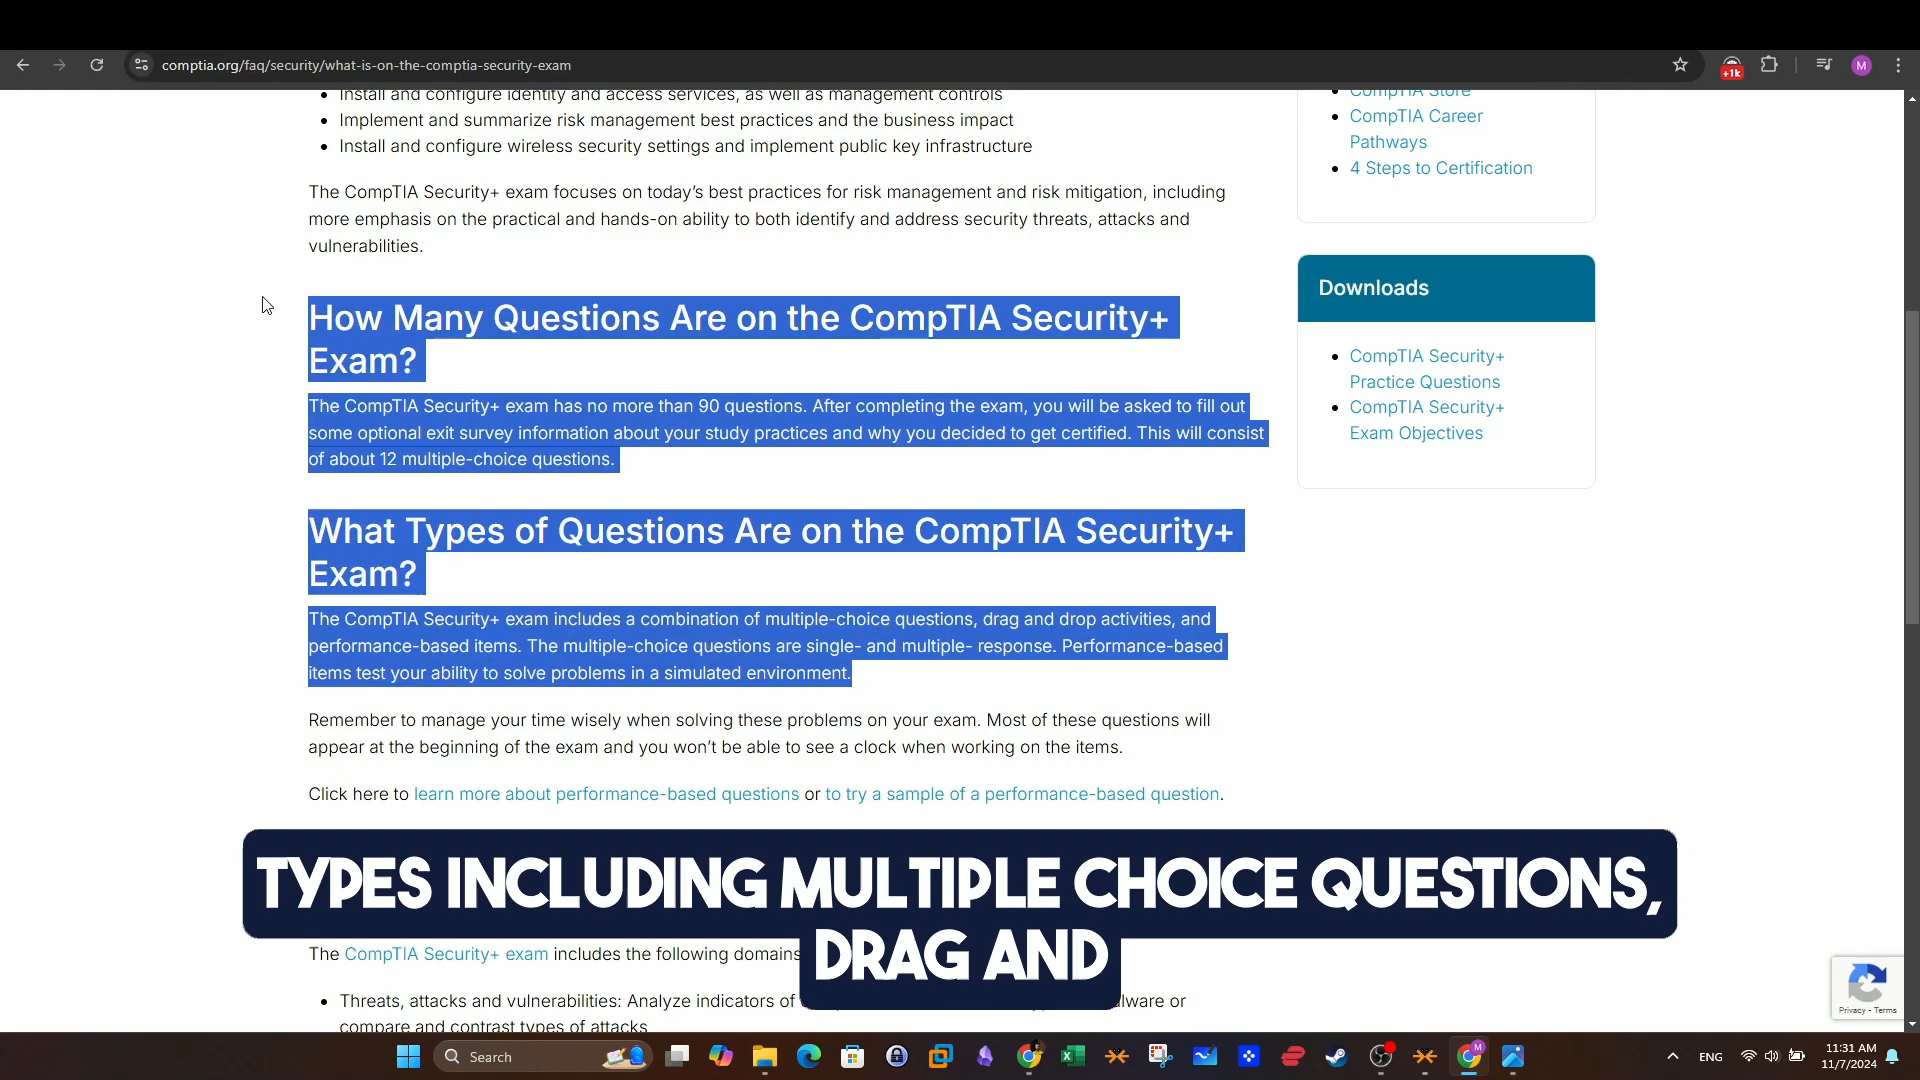 comptia.org/faq/security/what-is-on-the-comptia-security-exam
+1k
M
Install and configure identity and access services, as well as management controls
Implement and summarize risk management best practices and the business impact
Install and configure wireless security settings and implement public key infrastructure
The CompTIA Security+ exam focuses on today’s best practices for risk management and risk mitigation, including
more emphasis on the practical and hands-on ability to both identify and address security threats, attacks and
vulnerabilities.
How Many Questions Are on the CompTIA Security+
Exam?
The CompTIA Security+ exam has no more than 90 questions. After completing the exam, you will be asked to fill out
some optional exit survey information about your study practices and why you decided to get certified. This will consist
of about 12 multiple-choice questions.
What Types of Questions Are on the CompTIA Security+
Exam?
The CompTIA Security+ exam includes a combination of multiple-choice questions, drag and drop activities, and
performance-based items. The multiple-choice questions are single- and multiple- response. Performance-based
items test your ability to solve problems in a simulated environment.
Remember to manage your time wisely when solving these problems on your exam. Most of these questions will
appear at the beginning of the exam and you won’t be able to see a clock when working on the items.
Click here to learn more about performance-based questions or to try a sample of a performance-based question.
CompTIA Store
CompTIA Career
Pathways
4 Steps to Certification
Downloads
CompTIA Security+
Practice Questions
CompTIA Security+
Exam Objectives
TYPES INCLUDING MULTIPLE CHOICE QUESTIONS,
DRAG AND
The CompTIA Security+ exam includes the following domains
Threats, attacks and vulnerabilities: Analyze indicators of
compare and contrast types of attacks
Privacy - Terms
Search
M
ENG
11:31 AM
11/7/2024